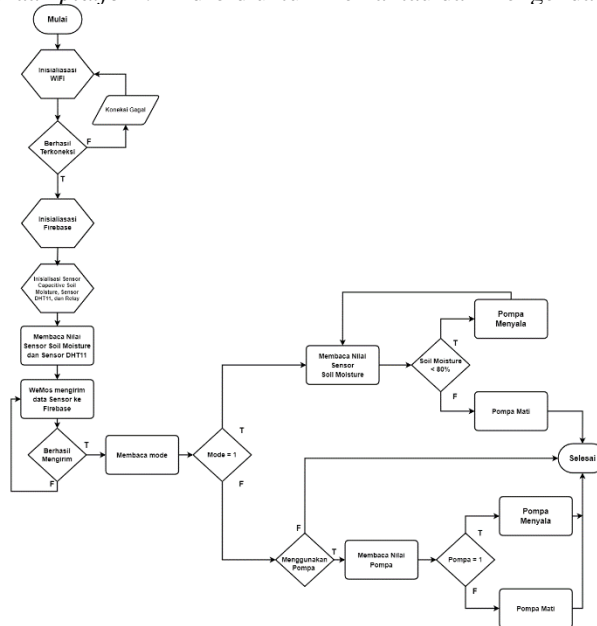 Mulai
Inisialiasasi
WIFI
Koneksi Gagal
Berhasil
Terkoneksi
F
T
Inisialiasasi
Firebase
Inisialisasi Sensor
Capacitive Soil
Moisture, Sensor
DHT11, dan Relay
Membaca Nilai
Sensor Soil Moisture
dan Sensor DHT11
WeMos mengirim
data Sensor ke
Firebase
Berhasil
Mengirim
T
F
Membaca mode
Mode = 1
T
F
Membaca Nilai
Sensor
Soil Moisture
Soil Moisture
< 80%
T
F
Pompa
Menyala
Pompa Mati
Selesai
Menggunakan
Pompa
F
T
Membaca Nilai
Pompa
Pompa = 1
T
F
Pompa
Menyala
Pompa Mati